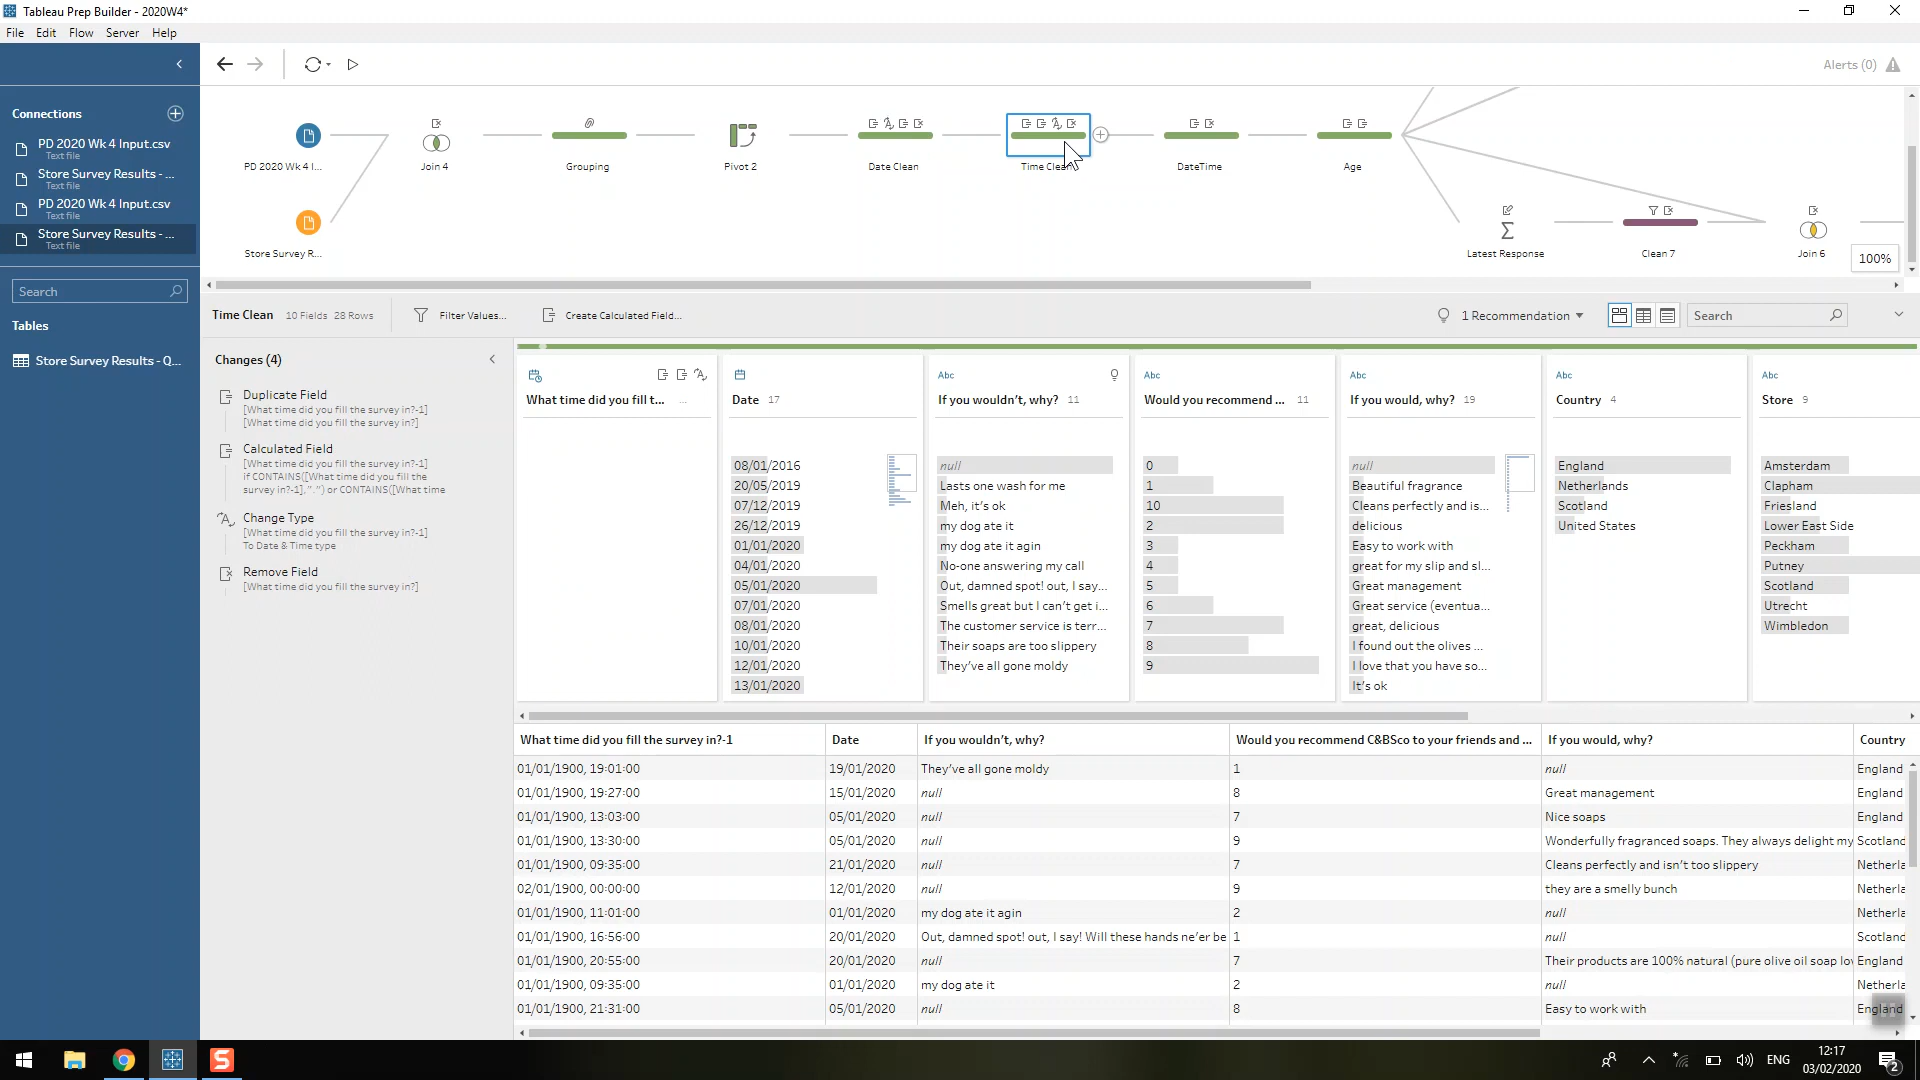 Tableau Prep Builder - 2020W4*
File Edit Flow Server Help
Alerts (0)
Connections
PD 2020 Wk 4 Input.csv
Text file
Store Survey Results - ...
Text file
PD 2020 Wk 4 Input.csv
Text file
Store Survey Results - ...
Text file
Search
Tables
Store Survey Results - Q...
PD 2020 Wk 4 I...
Join 4
Grouping
Pivot 2
Date Clean
Time Clean
DateTime
Age
Store Survey R...
Latest Response
Clean 7
Join 6
100%
Time Clean 10 Fields 28 Rows
Filter Values...
Create Calculated Field...
1 Recommendation
Search
Changes (4)
Duplicate Field
[What time did you fill the survey in?-1]
[What time did you fill the survey in?]
Calculated Field
[What time did you fill the survey in?-1]
if CONTAINS([What time did you fill the
survey in?-1],".") or CONTAINS([What time
Change Type
[What time did you fill the survey in?-1]
To Date & Time type
Remove Field
[What time did you fill the survey in?]
What time did you fill t... ...
Date 17
08/01/2016
20/05/2019
07/12/2019
26/12/2019
01/01/2020
04/01/2020
05/01/2020
07/01/2020
08/01/2020
10/01/2020
12/01/2020
13/01/2020
Abc
If you wouldn't, why? 11
null
Lasts one wash for me
Meh, it's ok
my dog ate it
my dog ate it agin
No-one answering my call
Out, damned spot! out, I say...
Smells great but I can't get i...
The customer service is terr...
Their soaps are too slippery
They've all gone moldy
Abc
Would you recommend ... 11
0
1
10
2
3
4
5
6
7
8
9
Abc
If you would, why? 19
null
Beautiful fragrance
Cleans perfectly and is...
delicious
Easy to work with
great for my slip and sl...
Great management
Great service (eventua...
great, delicious
I found out the olives ...
I love that you have so...
It's ok
Abc
Country 4
England
Netherlands
Scotland
United States
Abc
Store 9
Amsterdam
Clapham
Friesland
Lower East Side
Peckham
Putney
Scotland
Utrecht
Wimbledon
What time did you fill the survey in?-1 Date If you wouldn't, why? Would you recommend C&BSco to your friends and ... If you would, why? Country
01/01/1900, 19:01:00 19/01/2020 They've all gone moldy 1 null England
01/01/1900, 19:27:00 15/01/2020 null 8 Great management England
01/01/1900, 13:03:00 05/01/2020 null 7 Nice soaps England
01/01/1900, 13:30:00 05/01/2020 null 9 Wonderfully fragranced soaps. They always delight my Scotland
01/01/1900, 09:35:00 21/01/2020 null 7 Cleans perfectly and isn't too slippery Netherla
02/01/1900, 00:00:00 12/01/2020 null 9 they are a smelly bunch Netherla
01/01/1900, 11:01:00 01/01/2020 my dog ate it agin 2 null Netherla
01/01/1900, 16:56:00 20/01/2020 Out, damned spot! out, I say! Will these hands ne'er be 1 null Scotland
01/01/1900, 20:55:00 20/01/2020 null 7 Their products are 100% natural (pure olive oil soap lov England
01/01/1900, 09:35:00 01/01/2020 my dog ate it 2 null Netherla
01/01/1900, 21:31:00 05/01/2020 null 8 Easy to work with England
ENG
12:17
03/02/2020
2